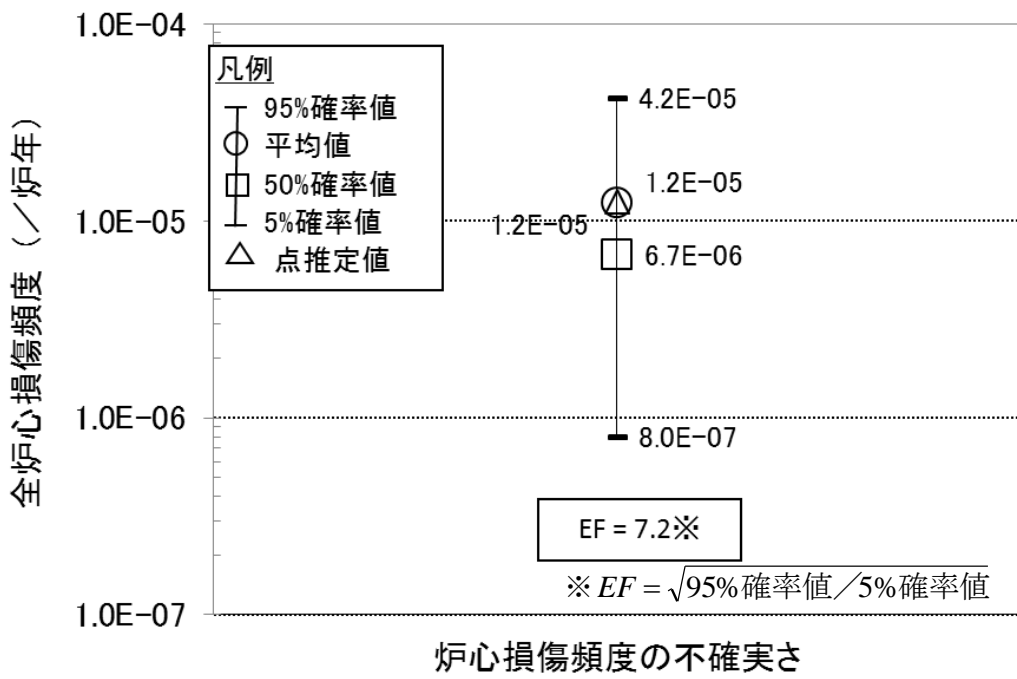 1.0E-04
凡例
95%確率値
平均値
50%確率値
5%確率値
点推定値
4.2E-05
1.2E-05
1.0E-05
1.2E-05
6.7E-06
1.0E-06
8.0E-07
EF = 7.2※
※ EF = √95%確率値／5%確率値
1.0E-07
全炉心損傷頻度（／炉年）
炉心損傷頻度の不確実さ